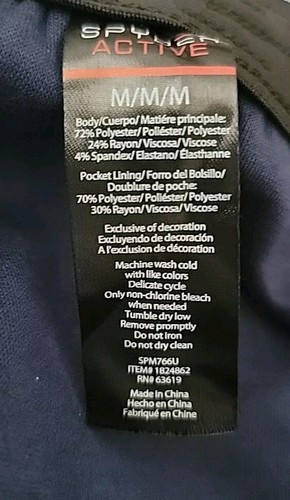 SPYDER
ACTIVE
M/M/M
Body/Cuerpo/ Matiére principale:
72% Polyester/ Poliéster/ Polyester
24% Rayon/ Viscosa/ Viscose
4% Spandex/ Elastano/ Élasthanne
Pocket Lining/ Forro del Bolsillo/
Doublure de poche:
70% Polyester/ Poliéster/ Polyester
30% Rayon/ Viscosa/ Viscose
Exclusive of decoration
Excluyendo de decoración
A l'exclusion de décoration
Machine wash cold
with like colors
Delicate cycle
Only non-chlorine bleach
when needed
Tumble dry low
Remove promptly
Do not iron
Do not dry clean
SPM766U
ITEM# 1B24862
RN# 63619
Made in China
Hecho en China
Fabriqué en Chine